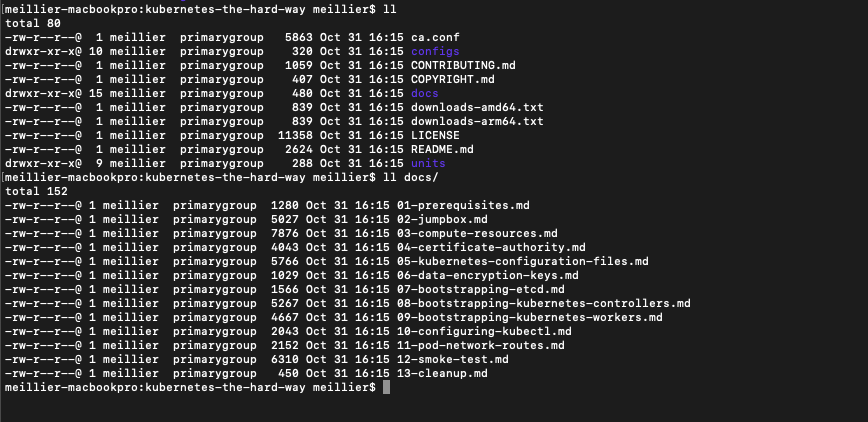 [meillier-macbookpro:kubernetes-the-hard-way meillier$ ll
total 80
-rw-r--r--@  1 meillier  primarygroup   5863 Oct 31 16:15 ca.conf
drwxr-xr-x@ 10 meillier  primarygroup    320 Oct 31 16:15 configs
-rw-r--r--@  1 meillier  primarygroup   1059 Oct 31 16:15 CONTRIBUTING.md
-rw-r--r--@  1 meillier  primarygroup    407 Oct 31 16:15 COPYRIGHT.md
drwxr-xr-x@ 15 meillier  primarygroup    480 Oct 31 16:15 docs
-rw-r--r--@  1 meillier  primarygroup    839 Oct 31 16:15 downloads-amd64.txt
-rw-r--r--@  1 meillier  primarygroup    839 Oct 31 16:15 downloads-arm64.txt
-rw-r--r--@  1 meillier  primarygroup  11358 Oct 31 16:15 LICENSE
-rw-r--r--@  1 meillier  primarygroup   2624 Oct 31 16:15 README.md
drwxr-xr-x@  9 meillier  primarygroup    288 Oct 31 16:15 units
[meillier-macbookpro:kubernetes-the-hard-way meillier$ ll docs/
total 152
-rw-r--r--@ 1 meillier  primarygroup  1280 Oct 31 16:15 01-prerequisites.md
-rw-r--r--@ 1 meillier  primarygroup  5027 Oct 31 16:15 02-jumpbox.md
-rw-r--r--@ 1 meillier  primarygroup  7876 Oct 31 16:15 03-compute-resources.md
-rw-r--r--@ 1 meillier  primarygroup  4043 Oct 31 16:15 04-certificate-authority.md
-rw-r--r--@ 1 meillier  primarygroup  5766 Oct 31 16:15 05-kubernetes-configuration-files.md
-rw-r--r--@ 1 meillier  primarygroup  1029 Oct 31 16:15 06-data-encryption-keys.md
-rw-r--r--@ 1 meillier  primarygroup  1566 Oct 31 16:15 07-bootstrapping-etcd.md
-rw-r--r--@ 1 meillier  primarygroup  5267 Oct 31 16:15 08-bootstrapping-kubernetes-controllers.md
-rw-r--r--@ 1 meillier  primarygroup  4667 Oct 31 16:15 09-bootstrapping-kubernetes-workers.md
-rw-r--r--@ 1 meillier  primarygroup  2043 Oct 31 16:15 10-configuring-kubectl.md
-rw-r--r--@ 1 meillier  primarygroup  2152 Oct 31 16:15 11-pod-network-routes.md
-rw-r--r--@ 1 meillier  primarygroup  6310 Oct 31 16:15 12-smoke-test.md
-rw-r--r--@ 1 meillier  primarygroup   450 Oct 31 16:15 13-cleanup.md
meillier-macbookpro:kubernetes-the-hard-way meillier$